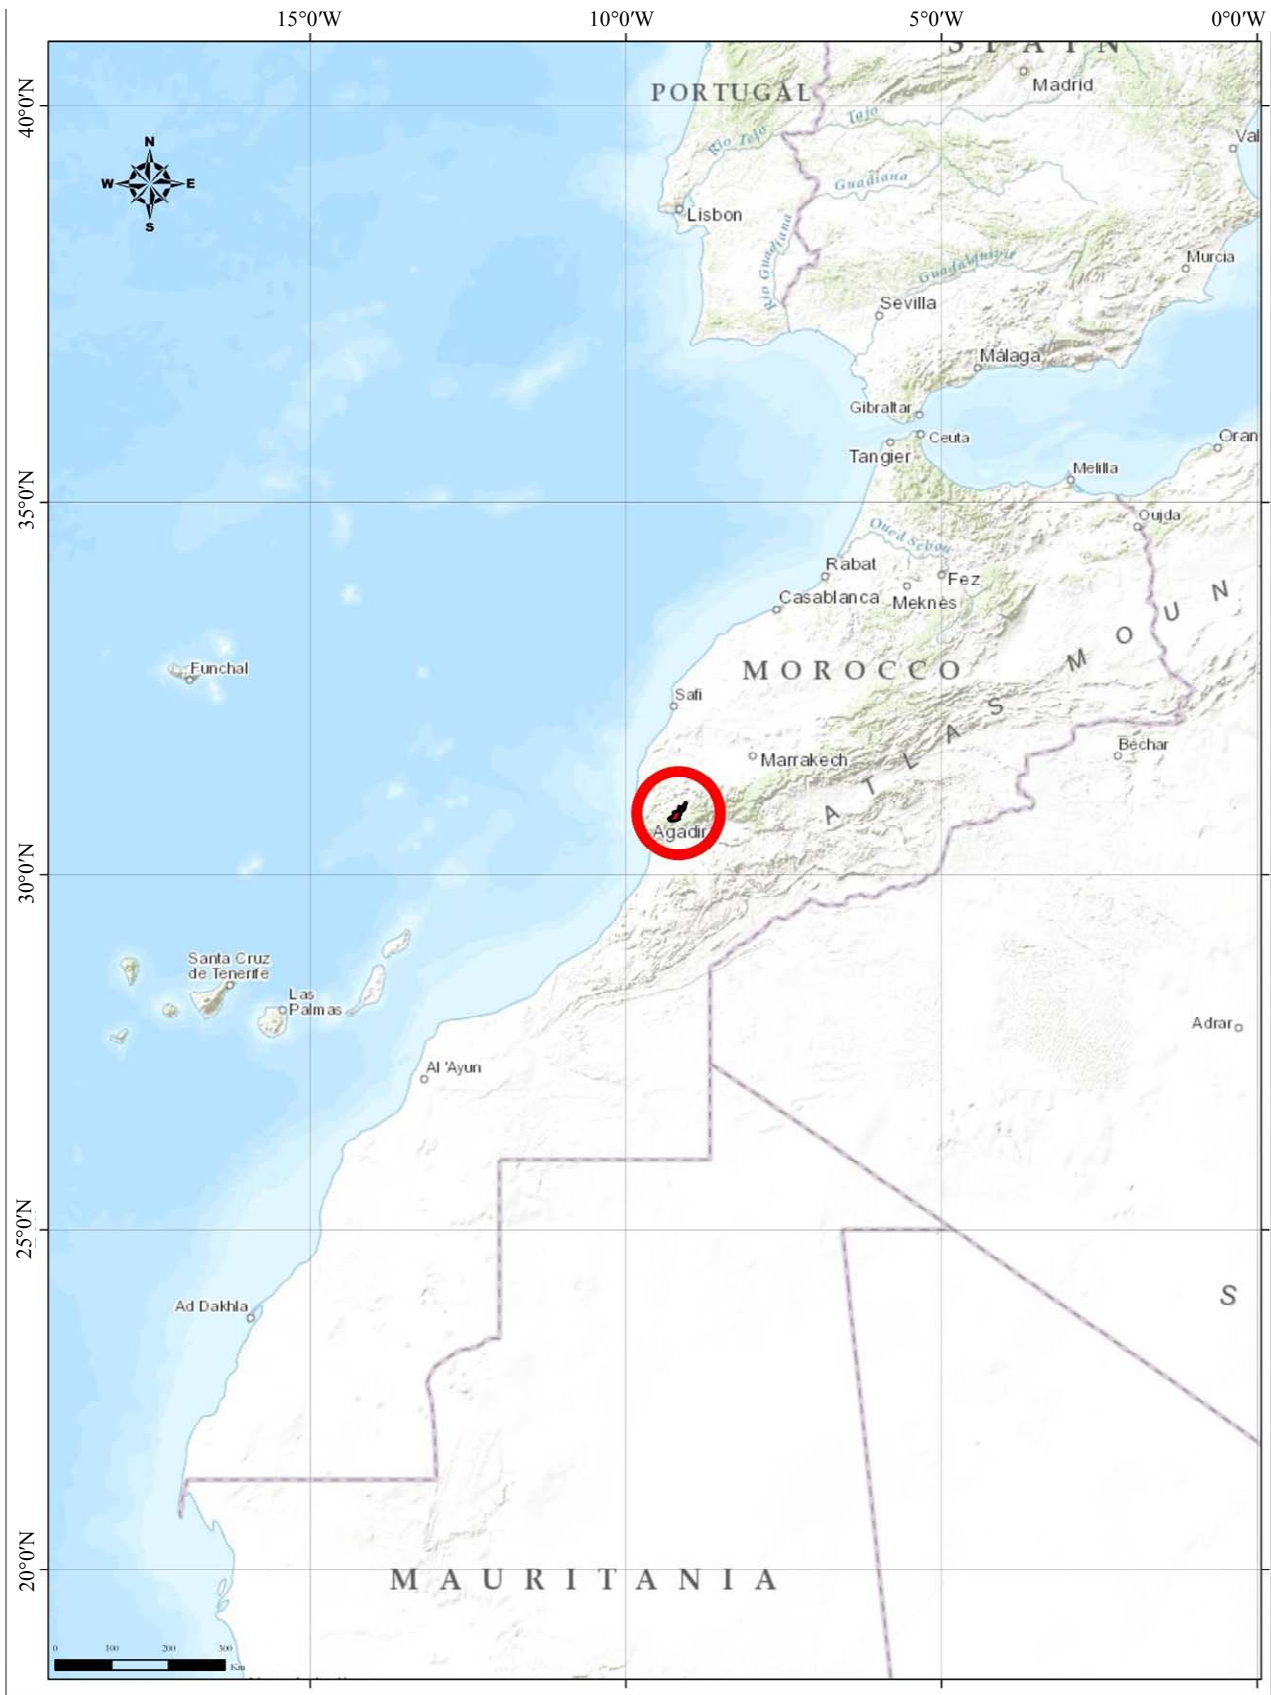 15°0'W 10°0'W 5°0'W 0°0'W
SPAIN
Madrid
PORTUGAL
40°0'N
Tajo
Rio Tejo
Val
N
W E
S
Guadiana
Lisbon
Rio Guadiana
Murcia
Guadalquivir
Sevilla
Málaga
Gibraltar
Ceuta
Oran
Tangier
Melilla
35°0'N
Oujda
Oued Sebou
Rabat
Fez
Casablanca
Meknès
ATLAS MOUN
MOROCCO
Funchal
Safi
Béchar
Marrakech
Agadir
30°0'N
Santa Cruz
de Tenerife
Las
Palmas
Adrar
Al 'Ayun
25°0'N
S
Ad Dakhla
20°0'N
MAURITANIA
0 100 200 300
Km